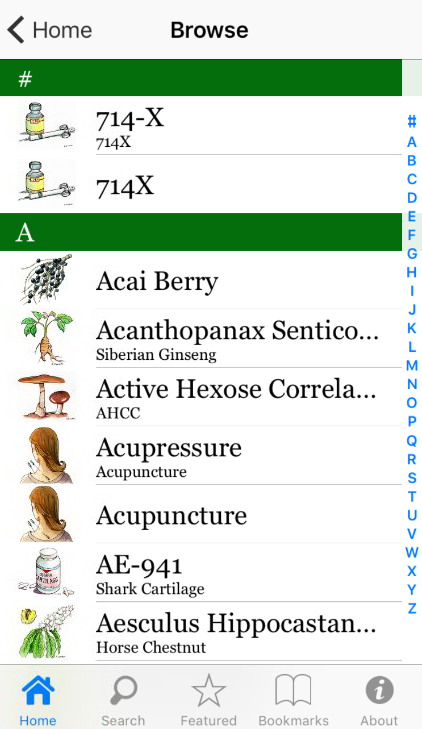 Home
Browse
#
714-X
714X
714X
A
Acai Berry
Acanthopanax Sentico...
Siberian Ginseng
Active Hexose Correla...
AHCC
Acupressure
Acupuncture
Acupuncture
AE-941
Shark Cartilage
Aesculus Hippocastan...
Horse Chestnut
#
A
B
C
D
E
F
G
H
I
J
K
L
M
N
O
P
Q
R
S
T
U
V
W
X
Y
Z
Home
Search
Featured
Bookmarks
About